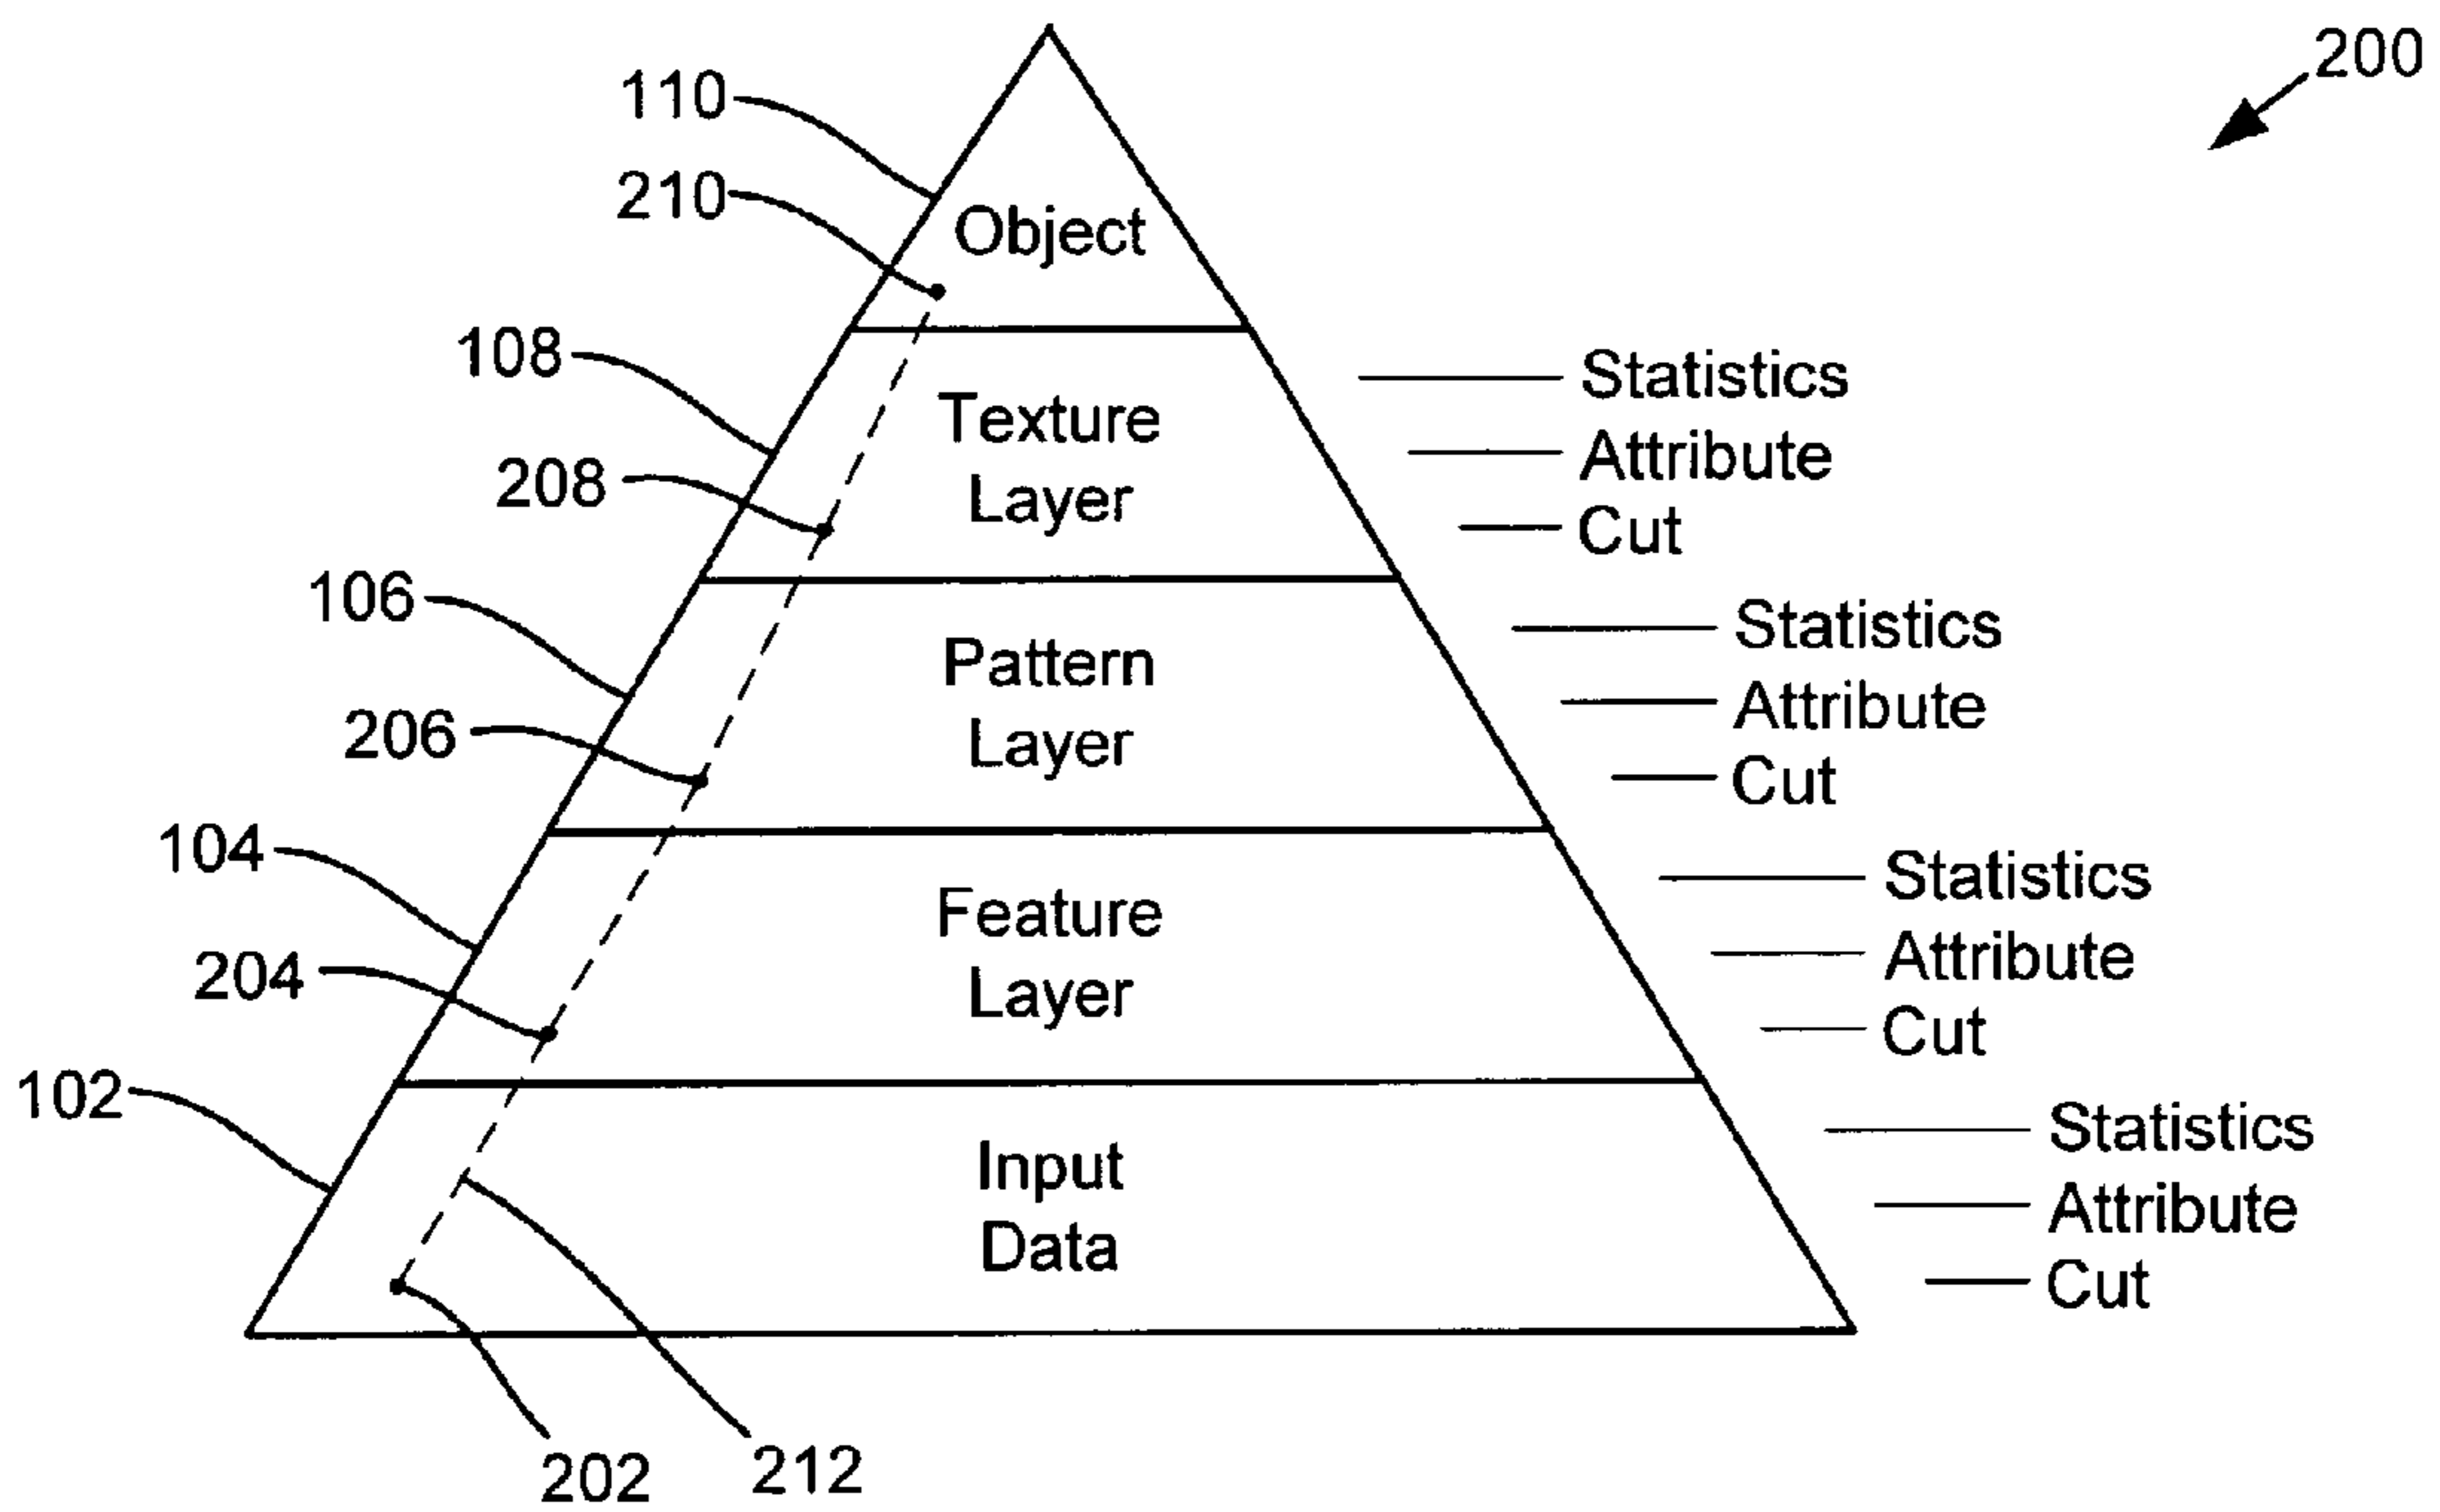 200
110
210
Object
108
Texture
Layer
208
Statistics
Attribute
Cut
106
Pattern
Layer
206
Statistics
Attribute
Cut
104
Feature
Layer
204
Statistics
Attribute
Cut
102
Input
Data
Statistics
Attribute
Cut
202
212